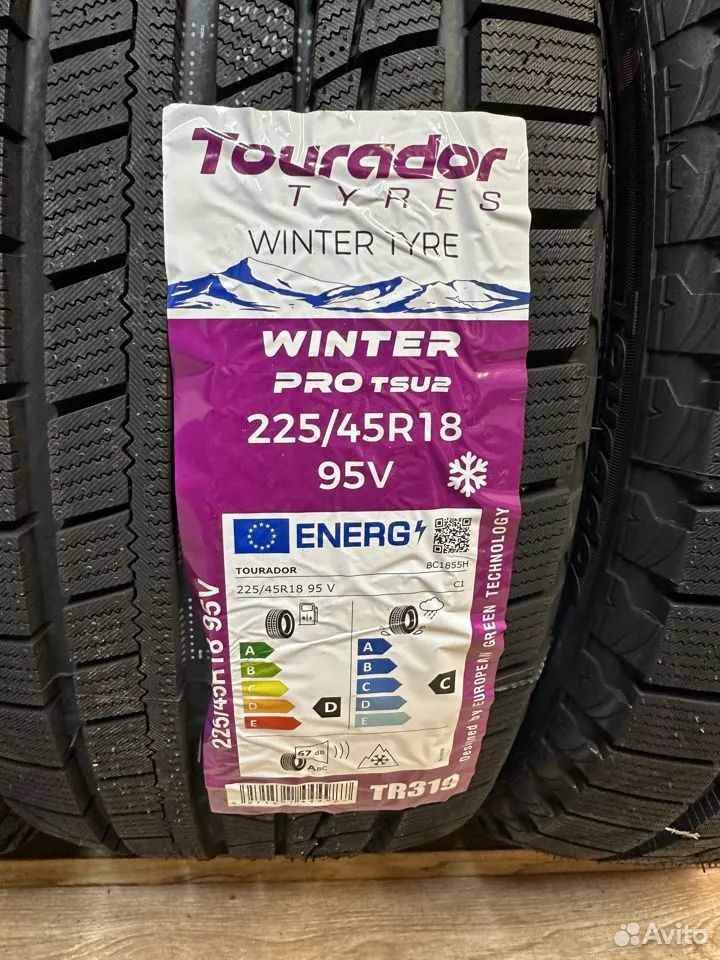 Tourador
TYRES
WINTER TYRE
WINTER
PRO TSU2
225/45R18
95V
ENERG
TOURADOR
BC1855H
225/45R18 95 V
C1
A
B
C
D
E
D
A
B
C
D
E
C
67 dB
ABC
TR319
225/45R18 95V
Designed by EUROPEAN GREEN TECHNOLOGY
Avito